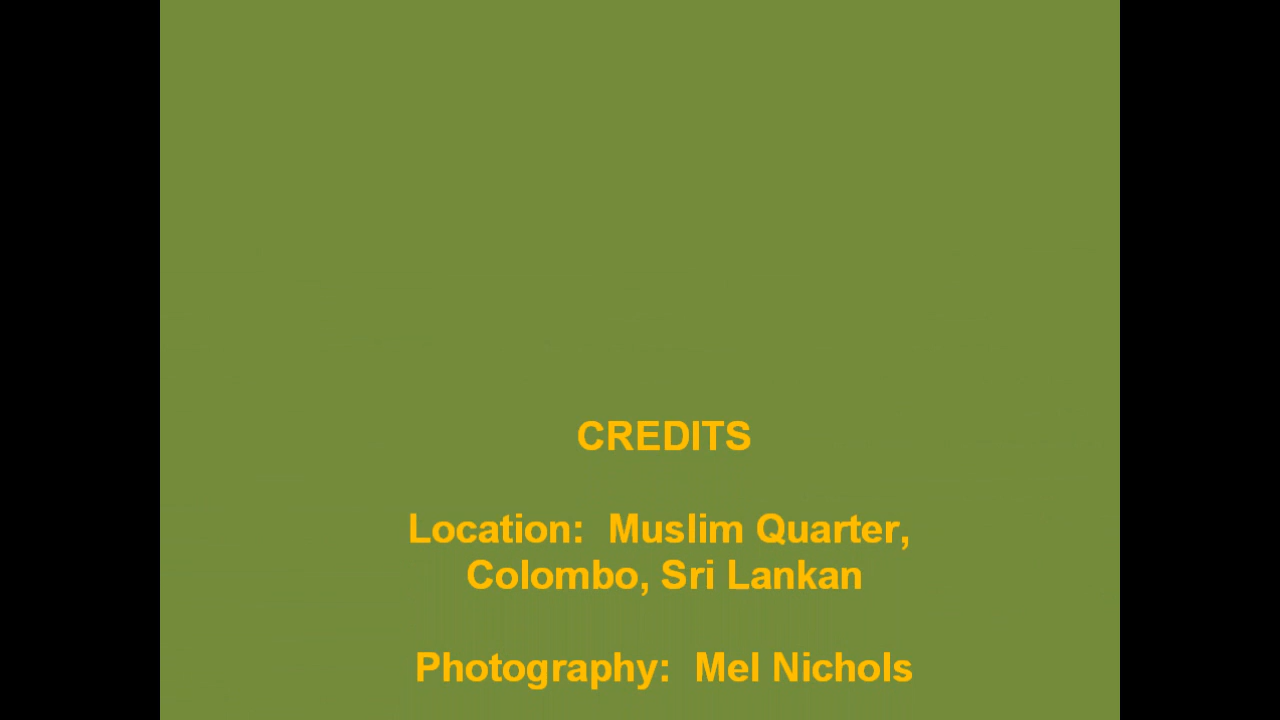 CREDITS
Location:  Muslim Quarter,
Colombo, Sri Lankan
Photography:  Mel Nichols